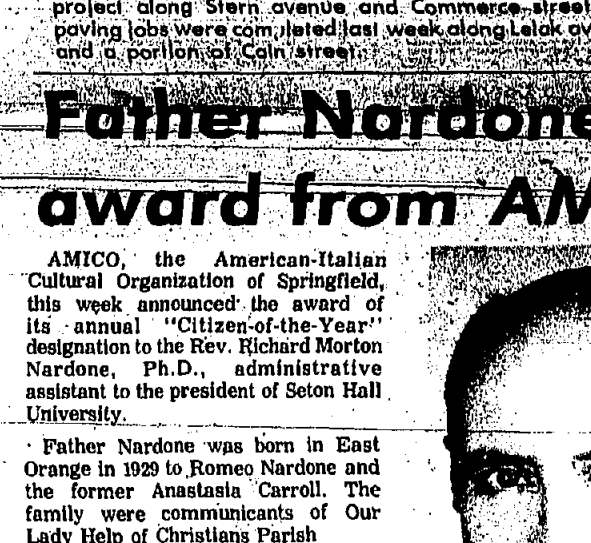 project along Stern avenue and Commerce street
paving jobs were completed last week along Lelak av
and a portion of Cain street.
Father Nardone
award from AM
AMICO, the American-Italian
Cultural Organization of Springfield,
this week announced the award of
its annual "Citizen-of-the-Year"
designation to the Rev. Richard Morton
Nardone, Ph.D., administrative
assistant to the president of Seton Hall
University.
Father Nardone was born in East
Orange in 1929 to Romeo Nardone and
the former Anastasia Carroll. The
family were communicants of Our
Lady Help of Christians Parish